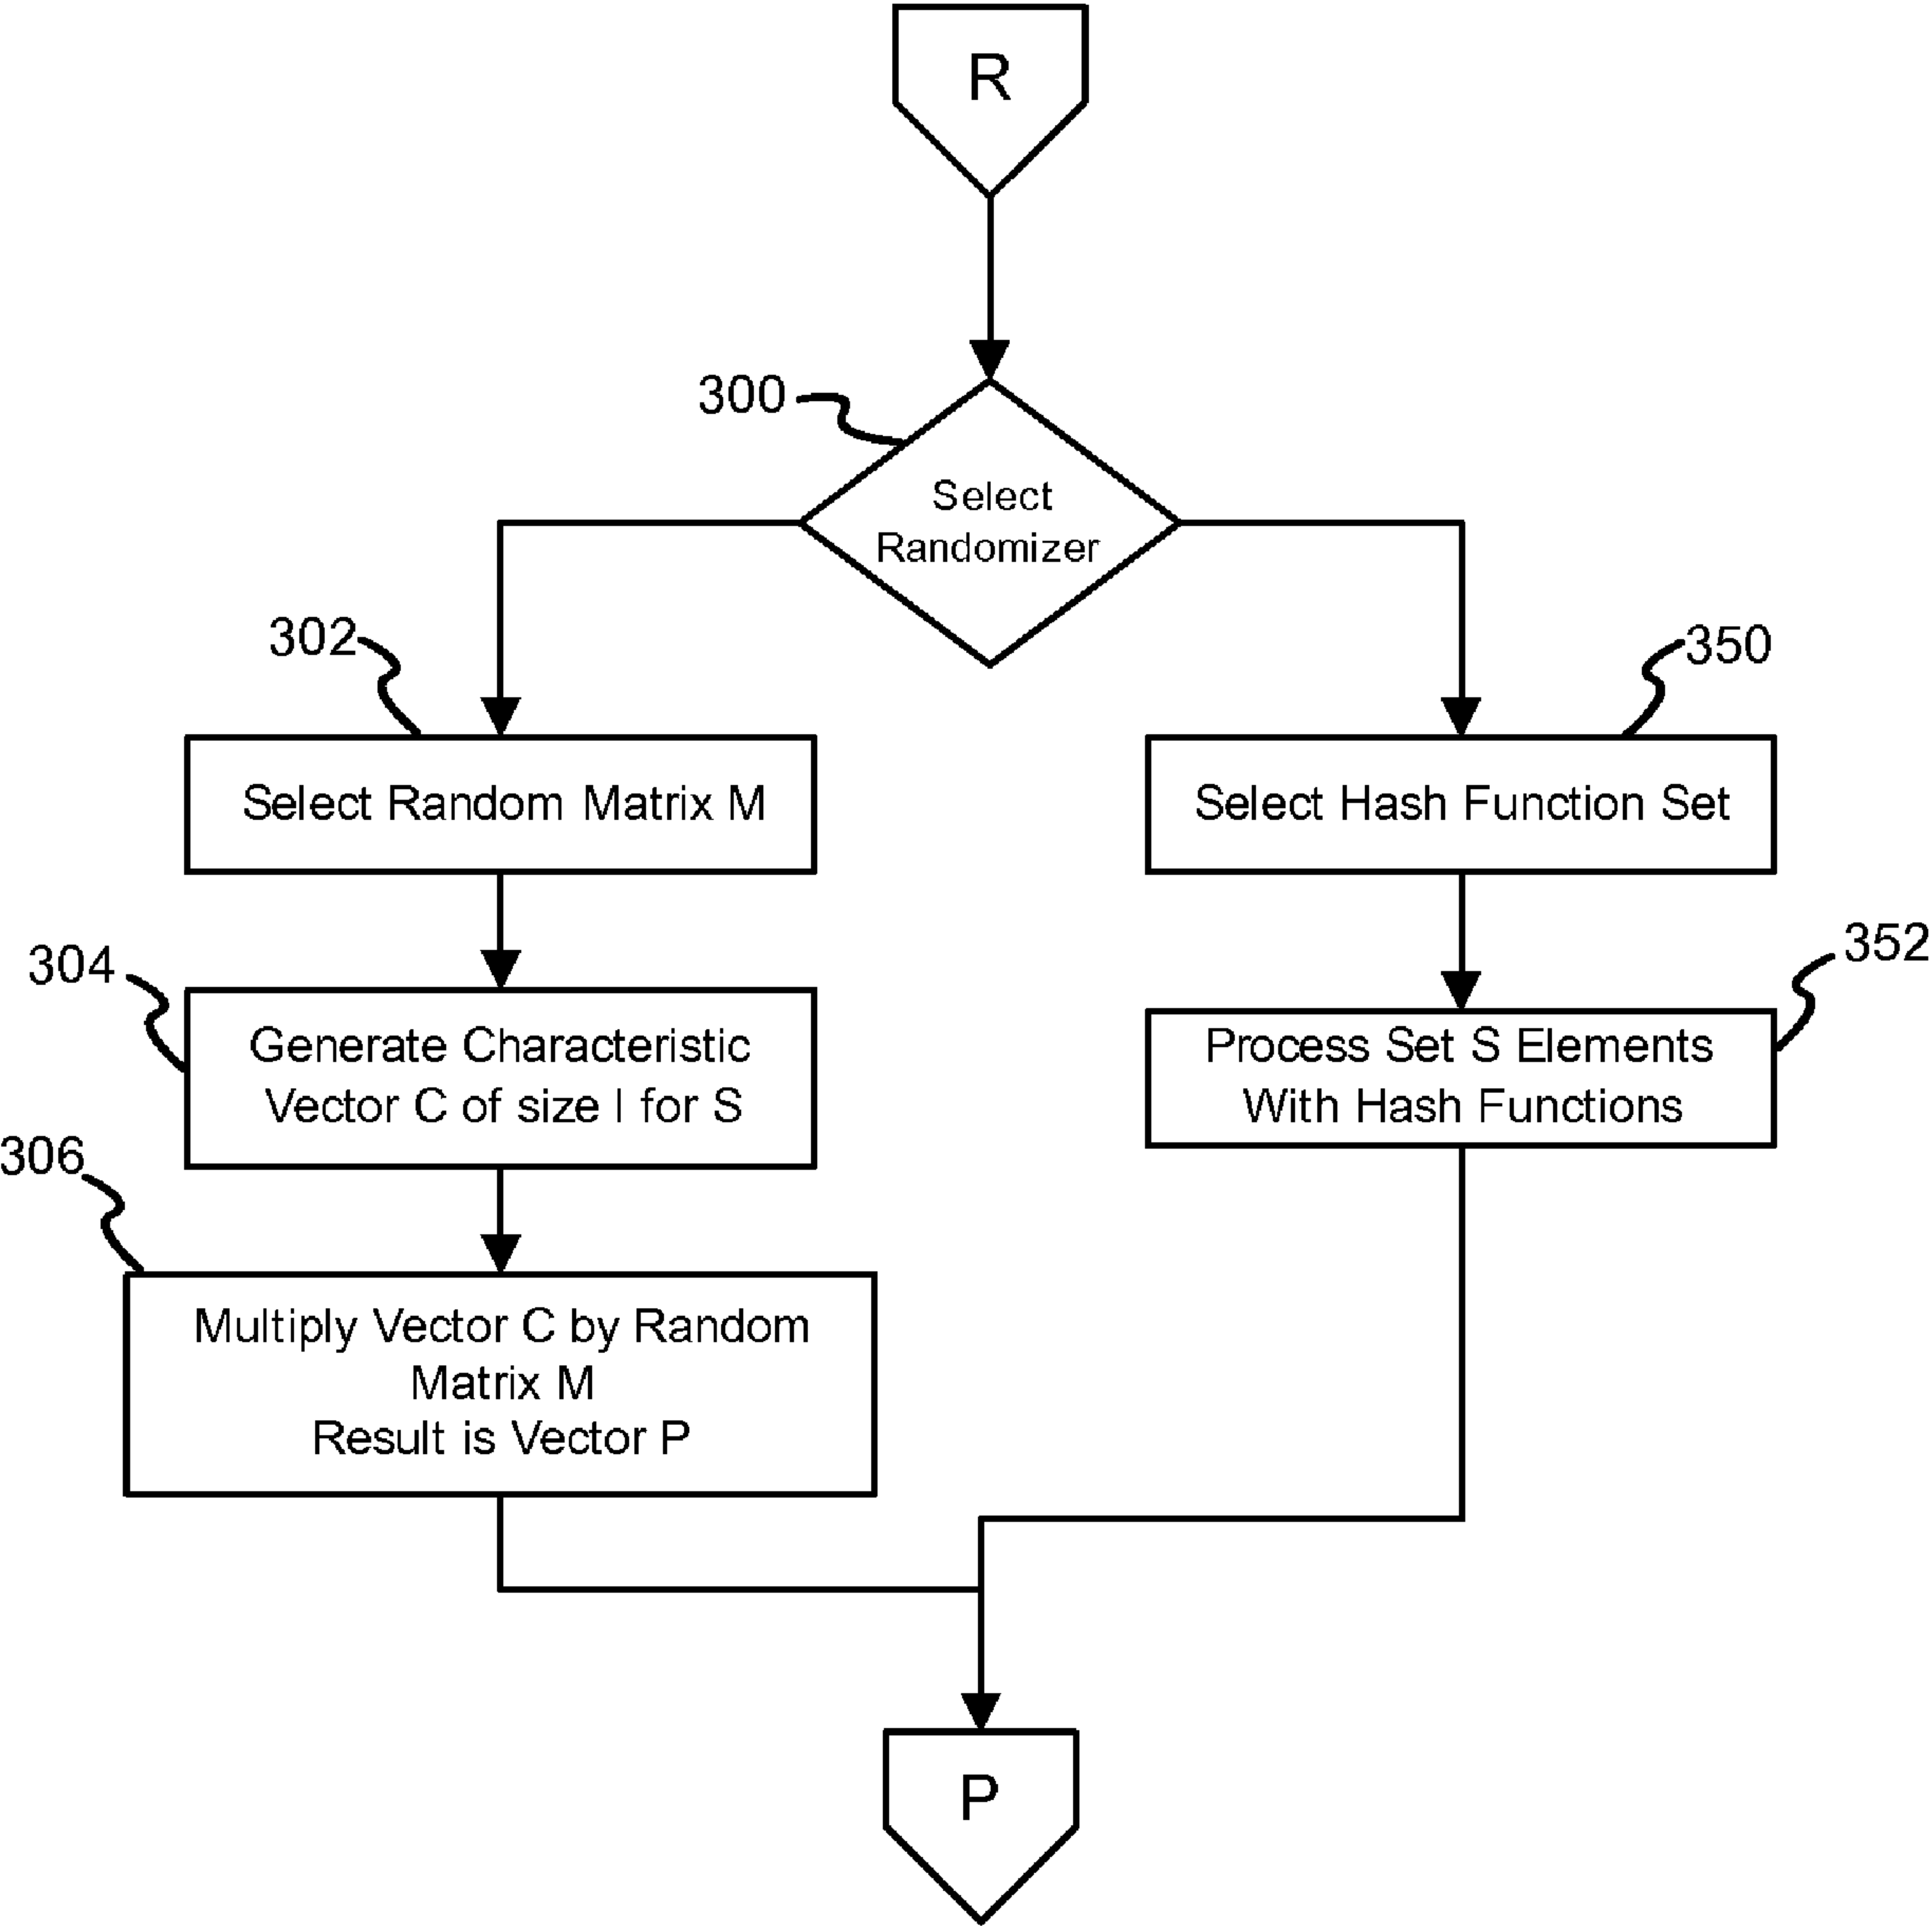 R
300
Select
Randomizer
302
350
Select Random Matrix M
Select Hash Function Set
304
352
Generate Characteristic
Vector C of size I for S
Process Set S Elements
With Hash Functions
306
Multiply Vector C by Random
Matrix M
Result is Vector P
P